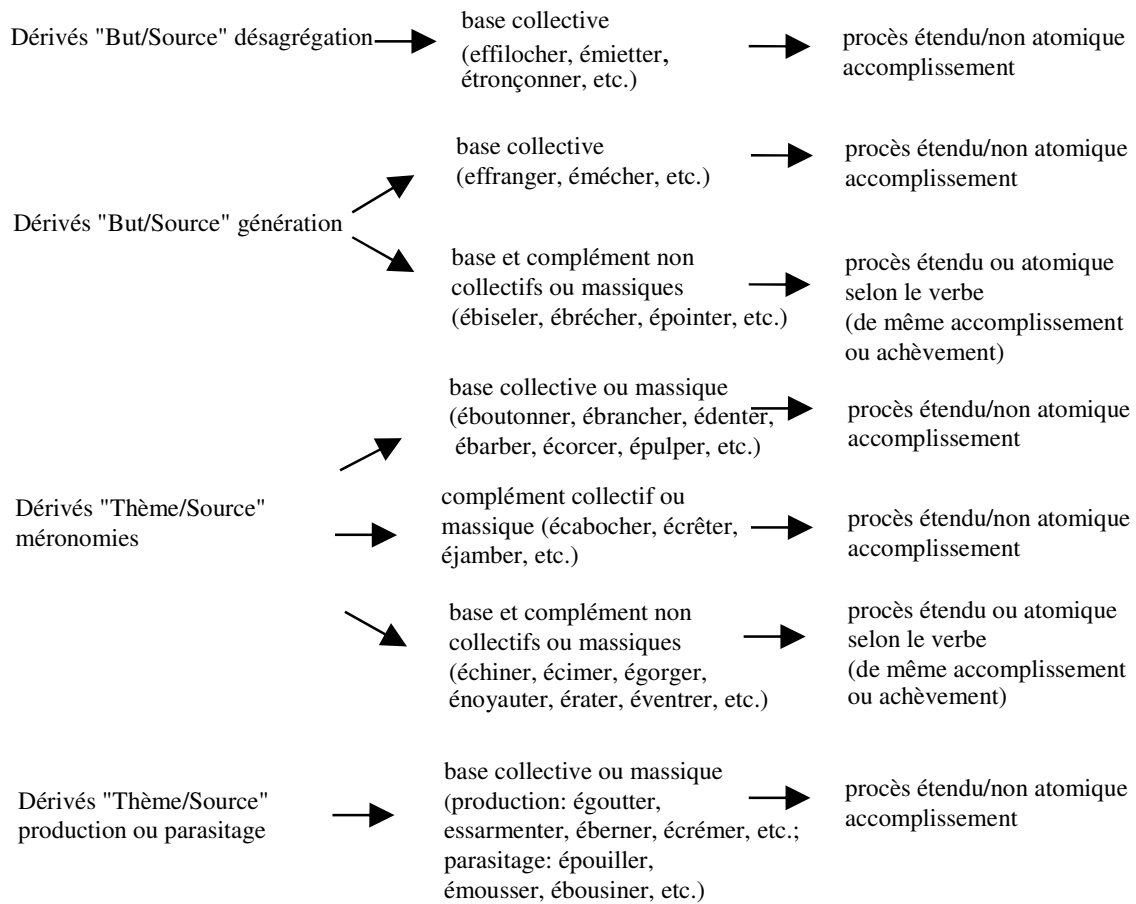 Dérivés "But/Source" désagrégation
base collective
(effilocher, émietter,
étronçonner, etc.)
procès étendu/non atomique
accomplissement
Dérivés "But/Source" génération
base collective
(effranger, émécher, etc.)
procès étendu/non atomique
accomplissement
base et complément non
collectifs ou massiques
(ébiseler, ébrécher, épointer, etc.)
procès étendu ou atomique
selon le verbe
(de même accomplissement
ou achèvement)
Dérivés "Thème/Source"
méronomies
base collective ou massique
(éboutonner, ébrancher, édenter,
ébarber, écorcer, épulper, etc.)
procès étendu/non atomique
accomplissement
complément collectif ou
massique (écabocher, écrêter,
éjamber, etc.)
procès étendu/non atomique
accomplissement
base et complément non
collectifs ou massiques
(échiner, écimer, égorger,
énoyauter, érater, éventrer, etc.)
procès étendu ou atomique
selon le verbe
(de même accomplissement
ou achèvement)
Dérivés "Thème/Source"
production ou parasitage
base collective ou massique
(production: égoutter,
essarmenter, éberner, écrémer, etc.;
parasitage: épouiller,
émousser, ébousiner, etc.)
procès étendu/non atomique
accomplissement